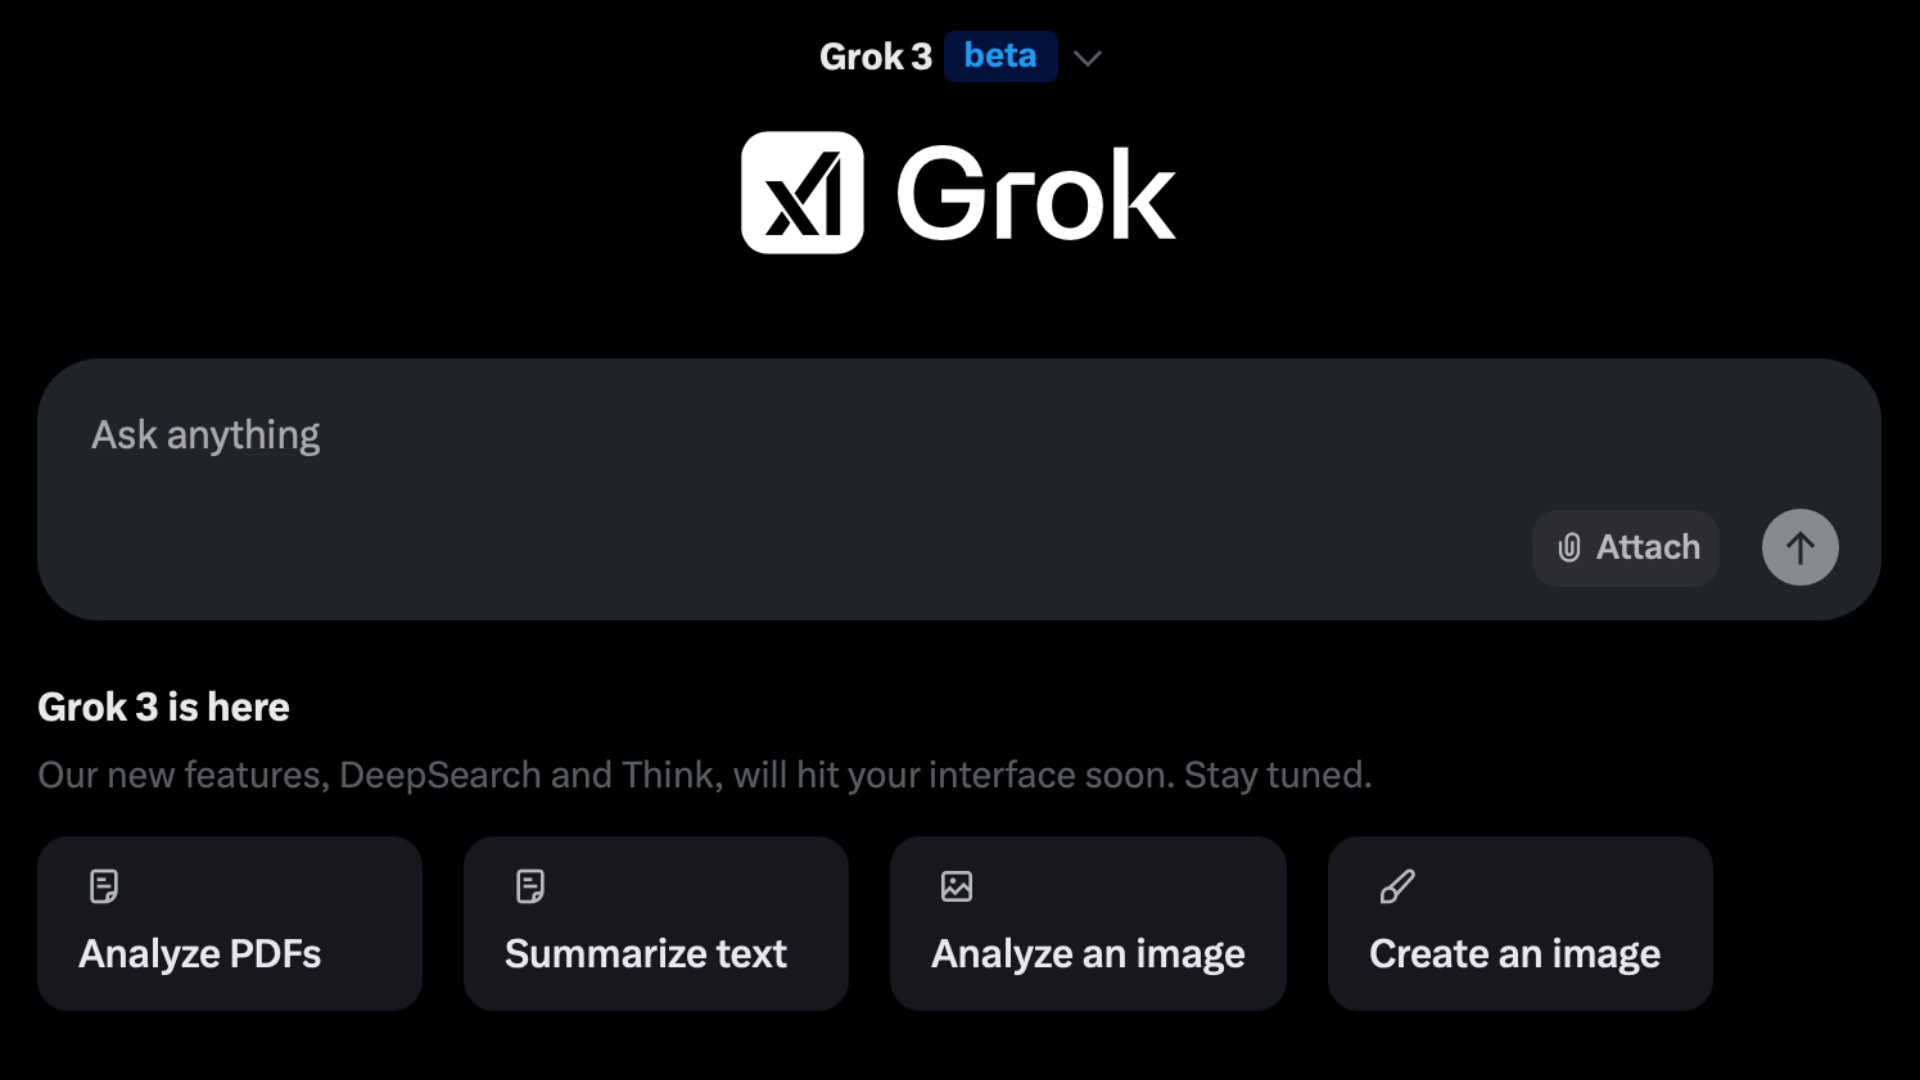 Grok 3 beta
xI Grok
Ask anything
Attach
Grok 3 is here
Our new features, DeepSearch and Think, will hit your interface soon. Stay tuned.
Analyze PDFs
Summarize text
Analyze an image
Create an image